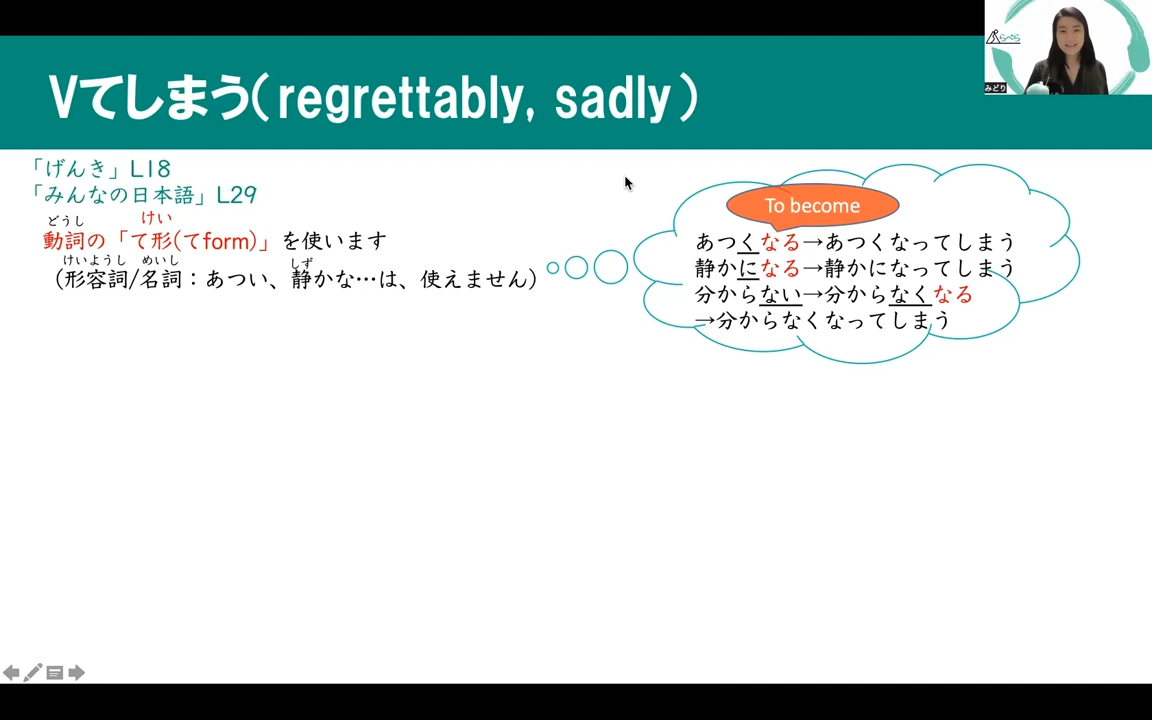 Vてしまう(regrettably, sadly)
らぺら
みどり
「げんき」L18
「みんなの日本語」L29
どうし けい
動詞の「て形(てform)」を使います
けいようし めいし しず
(形容詞/名詞：あつい、静かな…は、使えません)
To become
あつくなる→あつくなってしまう
静かになる→静かになってしまう
分からない→分からなくなる
→分からなくなってしまう